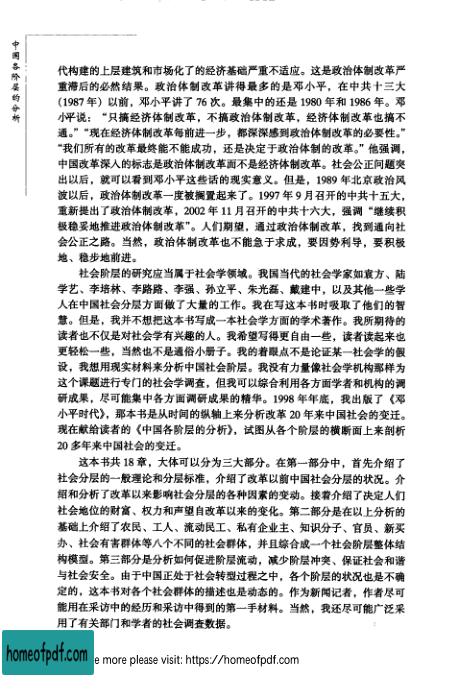 中国各阶层的分析
代构建的上层建筑和市场化了的经济基础严重不适应。这是政治体制改革严
重滞后的必然结果。政治体制改革讲得最多的是邓小平,在中共十三大
(1987 年) 以前,邓小平讲了 76 次。最集中的还是 1980 年和 1986 年。邓
小平说:“只搞经济体制改革,不搞政治体制改革,经济体制改革也搞不
通。”“现在经济体制改革每前进一步,都深深感到政治体制改革的必要性。”
“我们所有的改革最终能不能成功,还是决定于政治体制的改革。”他强调,
中国改革深入的标志是政治体制改革而不是经济体制改革。社会公正问题突
出以后,就可以看到邓小平这些话的现实意义。但是,1989 年北京政治风
波以后,政治体制改革一度被搁置起来了。1997 年 9 月召开的中共十五大,
重新提出了政治体制改革,2002 年 11 月召开的中共十六大,强调“继续积
极稳妥地推进政治体制改革”。人们期望,通过政治体制改革,找到通向社
会公正之路。当然,政治体制改革也不能急于求成,要因势利导,要积极
地、稳步地前进。
社会阶层的研究应当属于社会学领域。我国当代的社会学家如袁方、陆
学艺、李培林、李路路、李强、孙立平、朱光磊、戴建中,以及其他一些学
人在中国社会分层方面做了大量的工作。我在写这本书时吸取了他们的智
慧。但是,我并不想把这本书写成一本社会学方面的学术著作。我所期待的
读者也不仅是对社会学有兴趣的人。我希望写得更自由一些,读者读起来也
更轻松一些,当然也不是通俗小册子。我的着眼点不是论证某一社会学的假
设,我想用现实材料来分析中国社会阶层。我没有力量像社会学机构那样为
这个课题进行专门的社会学调查,但我可以综合利用各方面学者和机构的调
研成果,尽可能集中各方面调研成果的精华。1998 年年底,我出版了《邓
小平时代》,那本书是从时间的纵轴上来分析改革 20 年来中国社会的变迁。
现在献给读者的《中国各阶层的分析》,试图从各个阶层的横断面上来剖析
20 多年来中国社会的变迁。
这本书共 18 章,大体可以分为三大部分。在第一部分中,首先介绍了
社会分层的一般理论和分层标准,介绍了改革以前中国社会分层的状况。介
绍和分析了改革以来影响社会分层的各种因素的变动。接着介绍了决定人们
社会地位的财富、权力和声望自改革以来的变化。第二部分是在以上分析的
基础上介绍了农民、工人、流动民工、私有企业主、知识分子、官员、新买
办、社会有害群体等八个不同的社会群体,并且综合成一个社会阶层整体结
构模型。第三部分是分析如何促进阶层流动,减少阶层冲突、保证社会和谐
与社会安全。由于中国正处于社会转型过程之中,各个阶层的状况也是不确
定的,这本书对各个社会群体的描述也是动态的。作为新闻记者,作者尽可
能用在采访中的经历和采访中得到的第一手材料。当然,我还尽可能广泛采
用了有关部门和学者的社会调查数据。
homeofpdf.com
e more please visit: https://homeofpdf.com